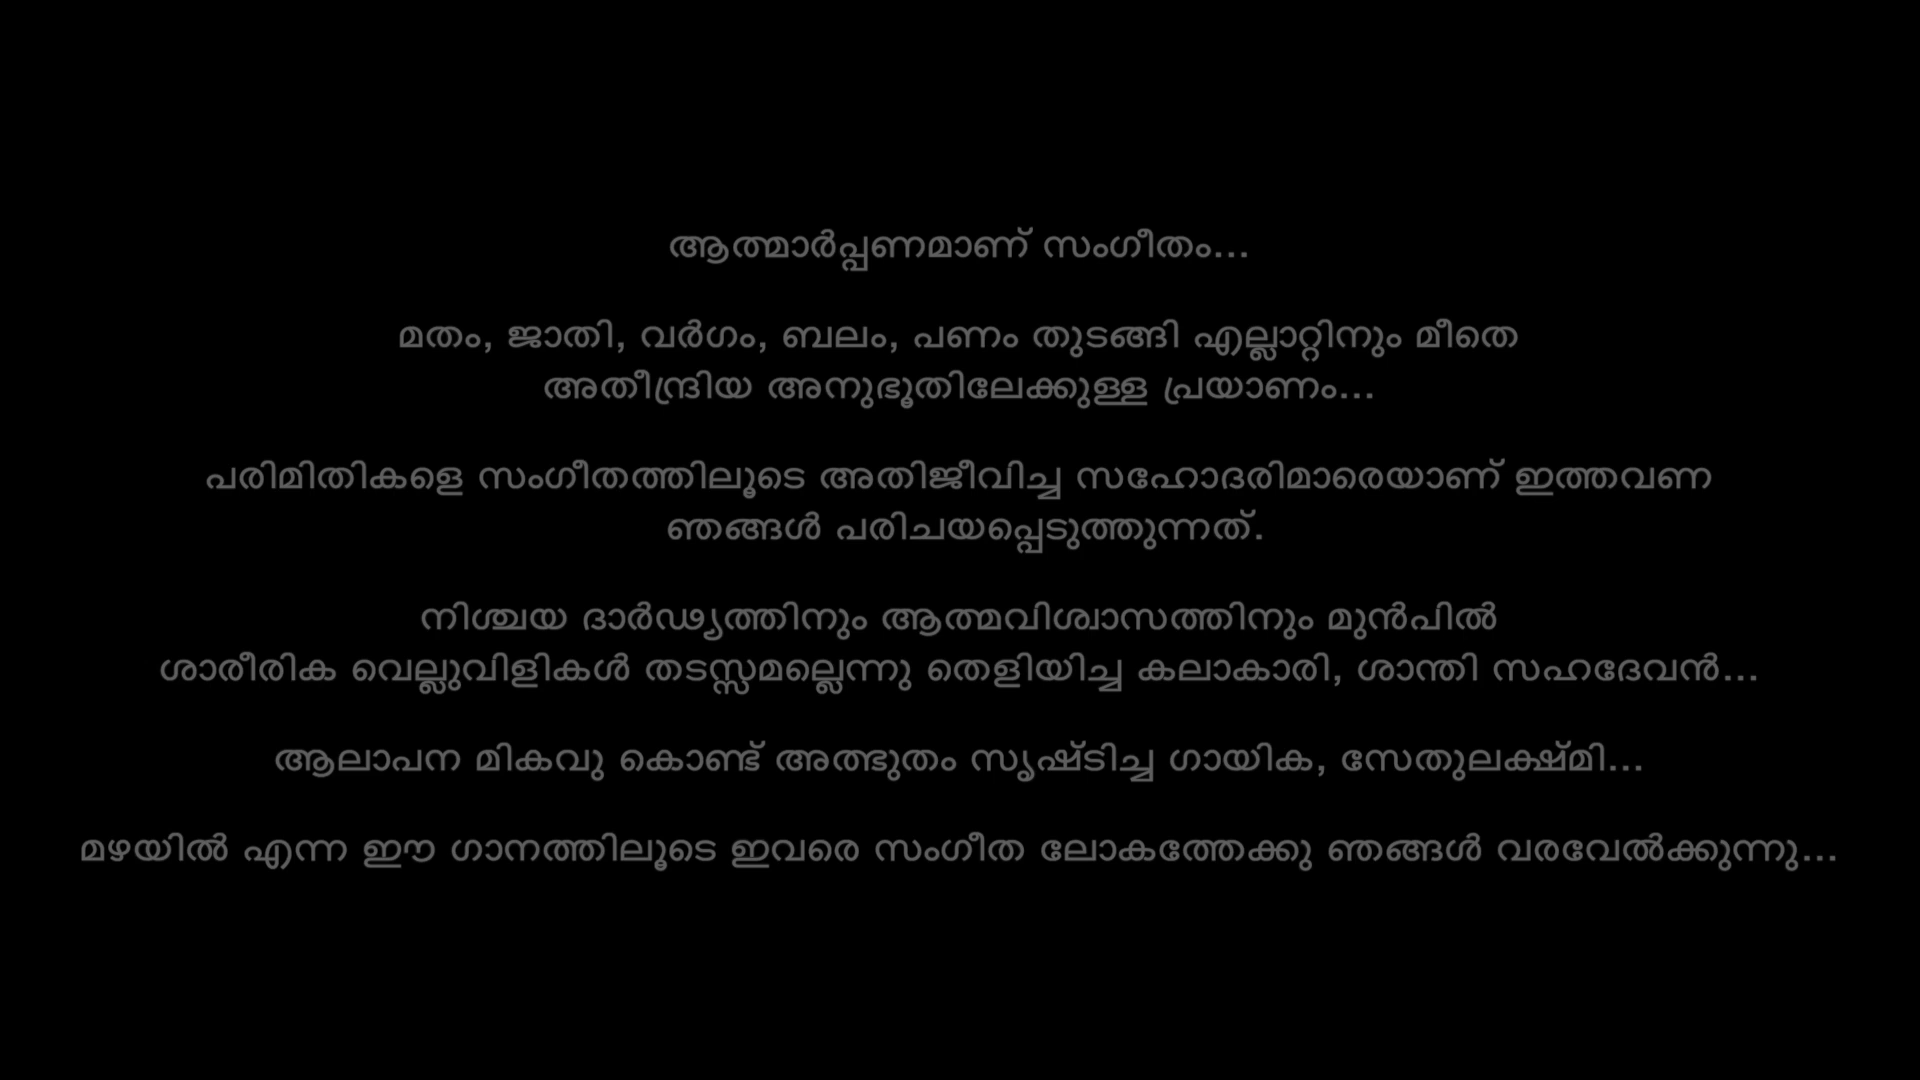 ആത്മാർപ്പണമാണ് സംഗീതം...
മതം, ജാതി, വർഗം, ബലം, പണം തുടങ്ങി എല്ലാറ്റിനും മീതെ
അതീന്ദ്രിയ അനുഭൂതിലേക്കുള്ള പ്രയാണം...
പരിമിതികളെ സംഗീതത്തിലൂടെ അതിജീവിച്ച സഹോദരിമാരെയാണ് ഇത്തവണ
ഞങ്ങൾ പരിചയപ്പെടുത്തുന്നത്.
നിശ്ചയ ദാർഢ്യത്തിനും ആത്മവിശ്വാസത്തിനും മുൻപിൽ
ശാരീരിക വെല്ലുവിളികൾ തടസ്സമല്ലെന്നു തെളിയിച്ച കലാകാരി, ശാന്തി സഹദേവൻ...
ആലാപന മികവു കൊണ്ട് അത്ഭുതം സൃഷ്ടിച്ച ഗായിക, സേതുലക്ഷ്മി...
മഴയിൽ എന്ന ഈ ഗാനത്തിലൂടെ ഇവരെ സംഗീത ലോകത്തേക്കു ഞങ്ങൾ വരവേൽക്കുന്നു...